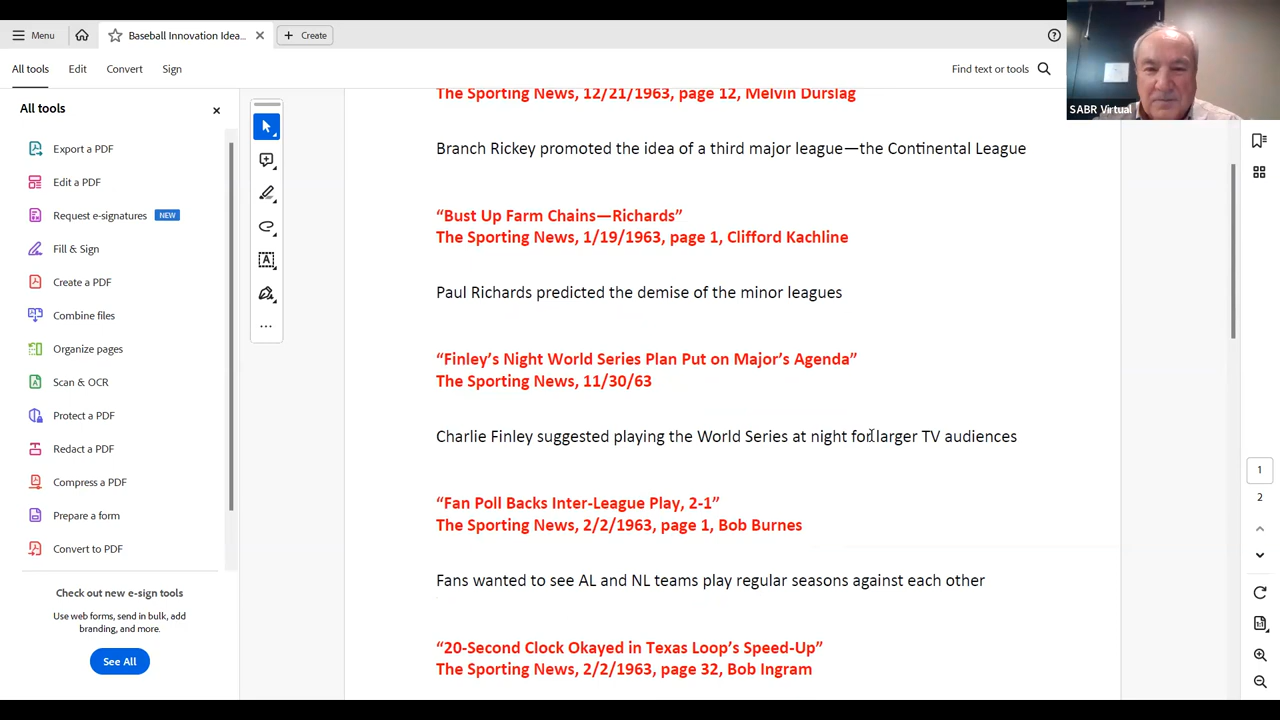 Menu
Baseball Innovation Idea...
Create
All tools
Edit
Convert
Sign
Find text or tools
SABR Virtual
All tools
Export a PDF
Edit a PDF
Request e-signatures NEW
Fill & Sign
Create a PDF
Combine files
Organize pages
Scan & OCR
Protect a PDF
Redact a PDF
Compress a PDF
Prepare a form
Convert to PDF
Check out new e-sign tools
Use web forms, send in bulk, add
branding, and more.
See All
The Sporting News, 12/21/1963, page 12, Melvin Durslag
Branch Rickey promoted the idea of a third major league—the Continental League
“Bust Up Farm Chains—Richards”
The Sporting News, 1/19/1963, page 1, Clifford Kachline
Paul Richards predicted the demise of the minor leagues
“Finley’s Night World Series Plan Put on Major’s Agenda”
The Sporting News, 11/30/63
Charlie Finley suggested playing the World Series at night for larger TV audiences
“Fan Poll Backs Inter-League Play, 2-1”
The Sporting News, 2/2/1963, page 1, Bob Burnes
Fans wanted to see AL and NL teams play regular seasons against each other
“20-Second Clock Okayed in Texas Loop’s Speed-Up”
The Sporting News, 2/2/1963, page 32, Bob Ingram
1
2